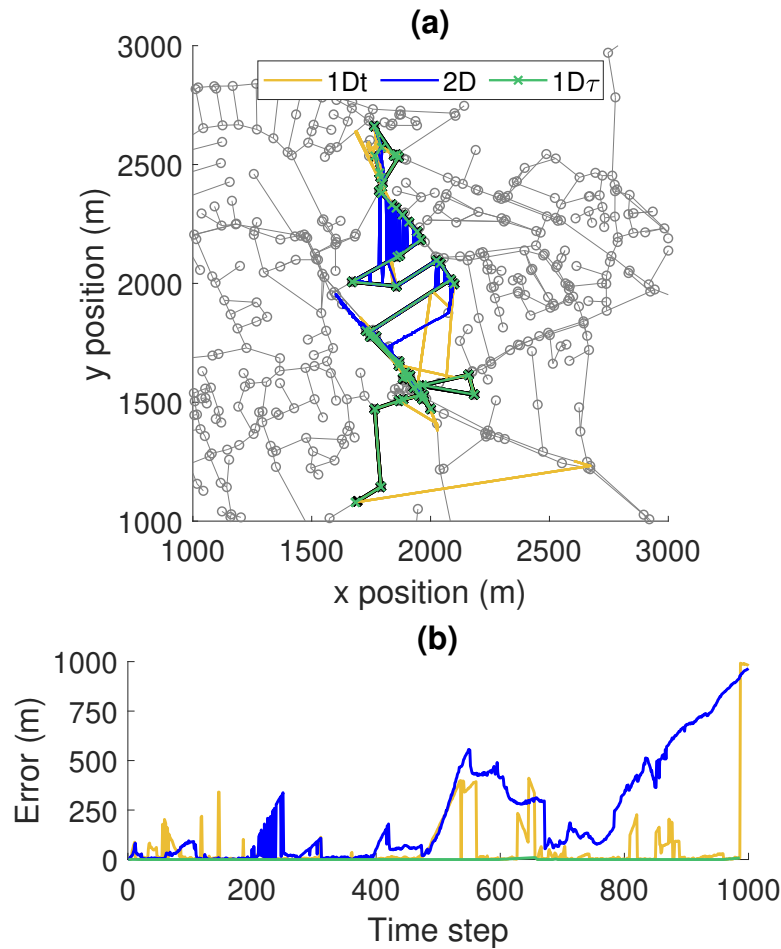 (a)
3000
1Dt 2D 1Dτ
2500
y position (m)
2000
1500
1000
1000 1500 2000 2500 3000
x position (m)
(b)
1000
750
Error (m)
500
250
0
0 200 400 600 800 1000
Time step